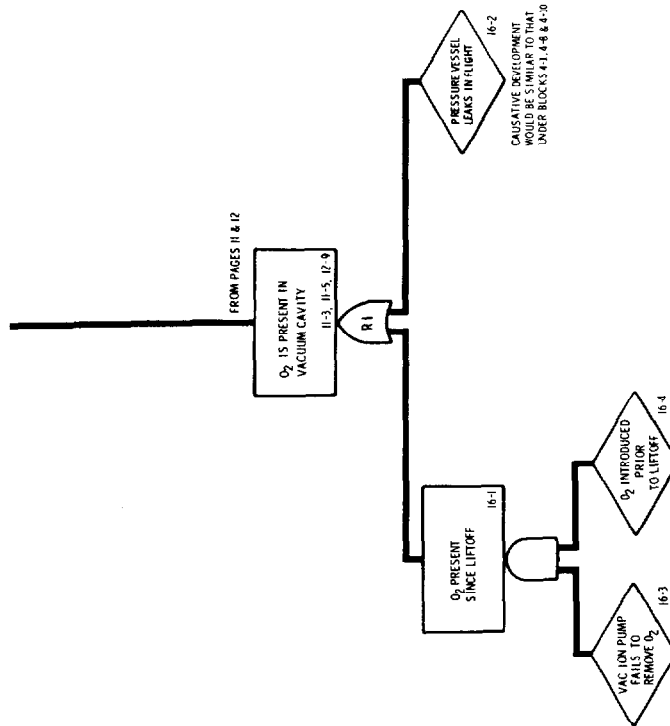 FROM PAGES 11 & 12
O2 IS PRESENT IN
VACUUM CAVITY
11-3, 11-5, 12-9
R1
O2 PRESENT
SINCE LIFTOFF
16-1
PRESSURE VESSEL
LEAKS IN FLIGHT
16-2
CAUSATIVE DEVELOPMENT
WOULD BE SIMILAR TO THAT
UNDER BLOCKS 4-1, 4-8 & 4-10
VAC ION PUMP
FAILS TO
REMOVE O2
16-3
O2 INTRODUCED
PRIOR
TO LIFTOFF
16-4